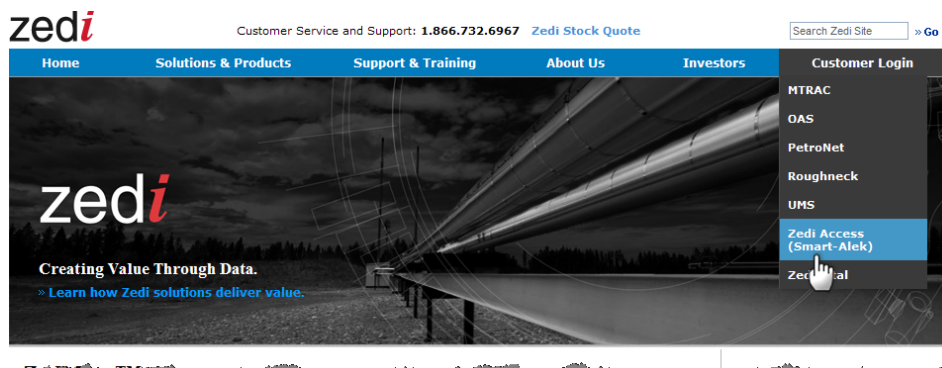 zedi
Customer Service and Support: 1.866.732.6967 Zedi Stock Quote
Search Zedi Site » Go
Home Solutions & Products Support & Training About Us Investors Customer Login
MTRAC
OAS
PetroNet
Roughneck
UMS
Zedi Access
(Smart-Alek)
zedi
Creating Value Through Data.
» Learn how Zedi solutions deliver value.